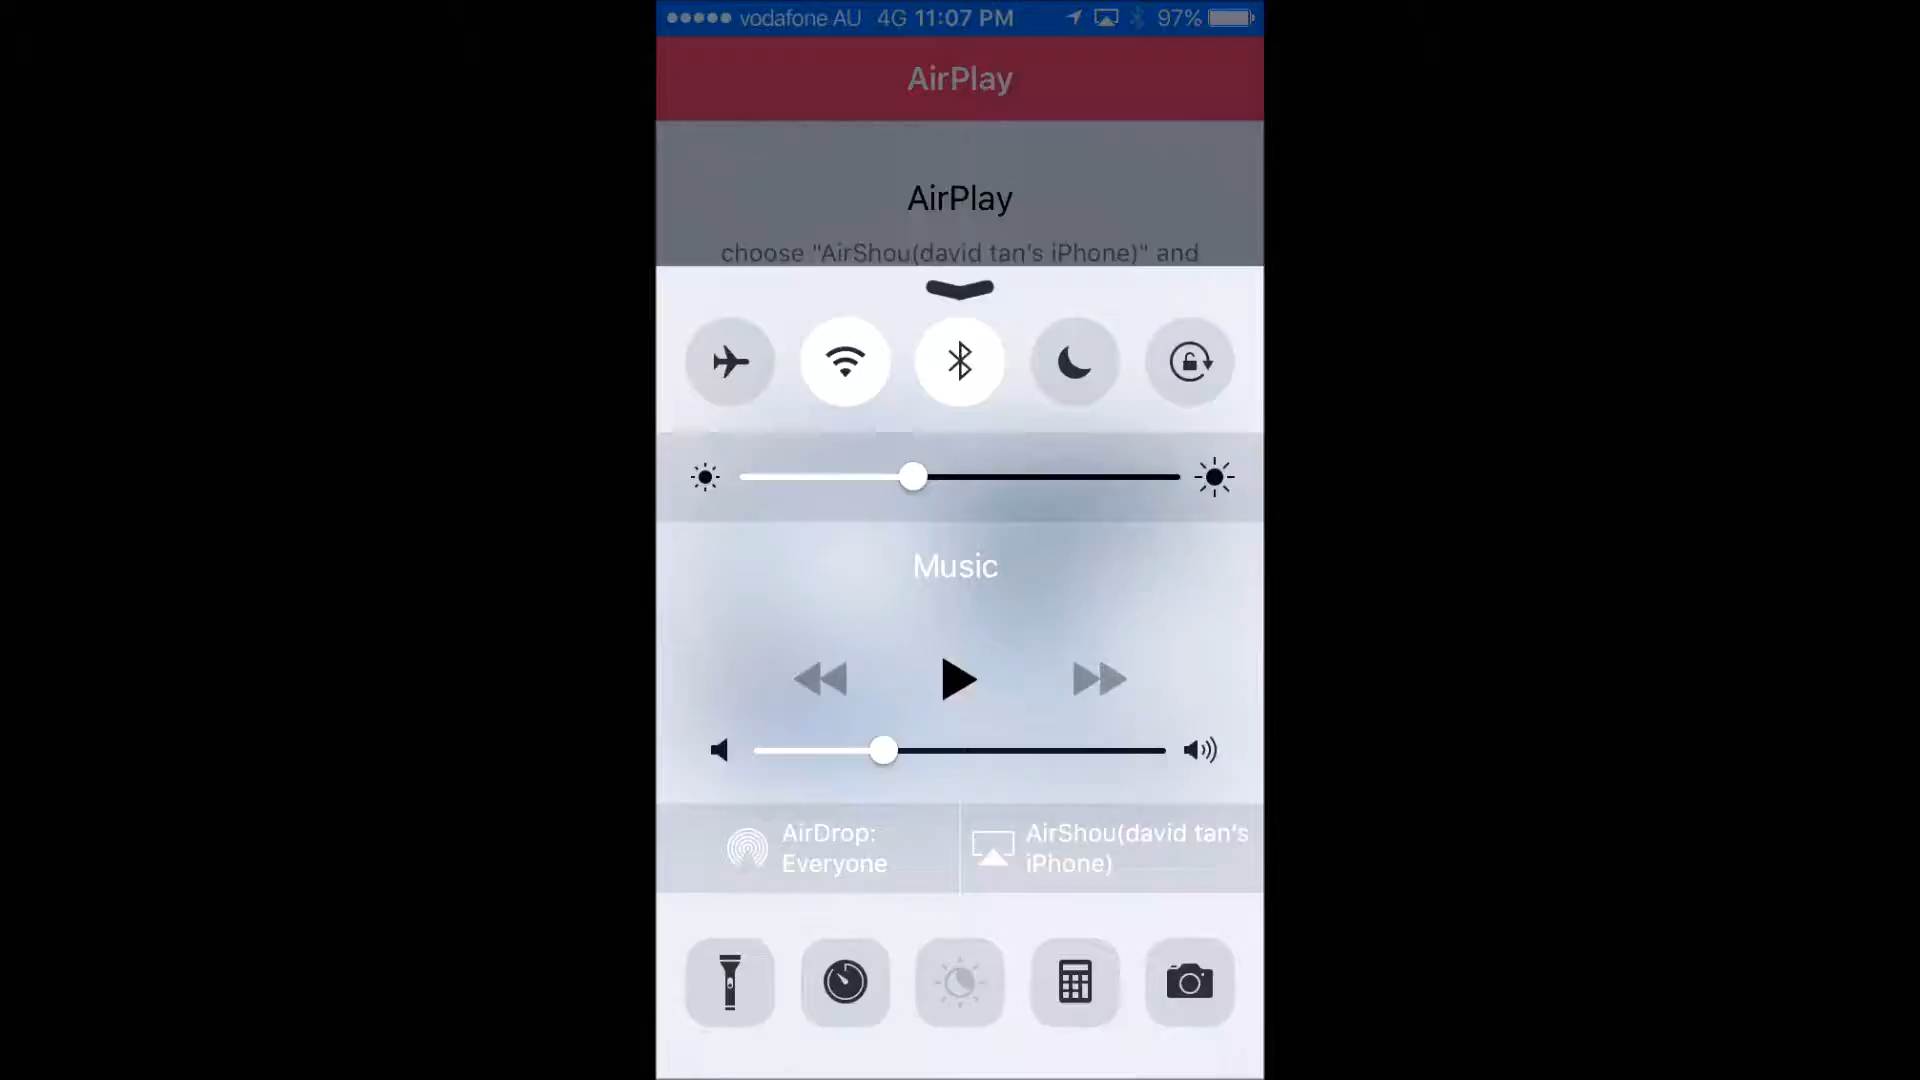 vodafone AU 4G 11:07 PM 97%
AirPlay
AirPlay
choose "AirShou(david tan's iPhone)" and
Music
AirDrop:
Everyone
AirShou(david tan's
iPhone)